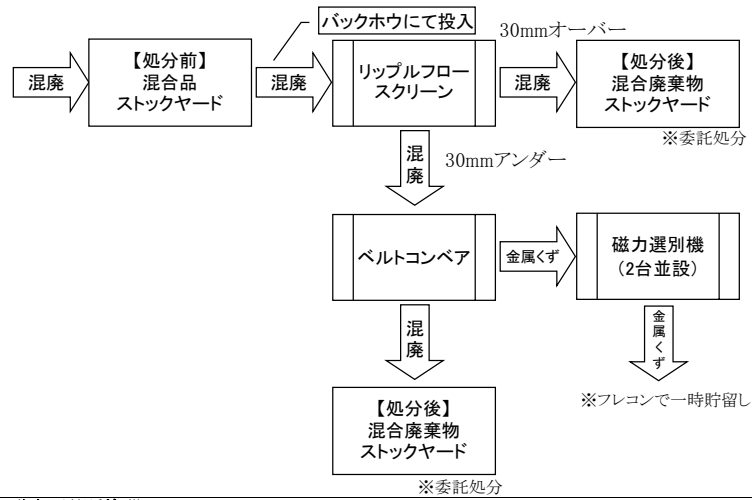 バックホウにて投入
30mmオーバー
混廃
【処分前】
混合品
ストックヤード
混廃
リップルフロー
スクリーン
混廃
【処分後】
混合廃棄物
ストックヤード
※委託処分
混
廃
30mmアンダー
ベルトコンベア
金属くず
磁力選別機
(2台並設)
混
廃
金
属
く
ず
※フレコンで一時貯留し
【処分後】
混合廃棄物
ストックヤード
※委託処分